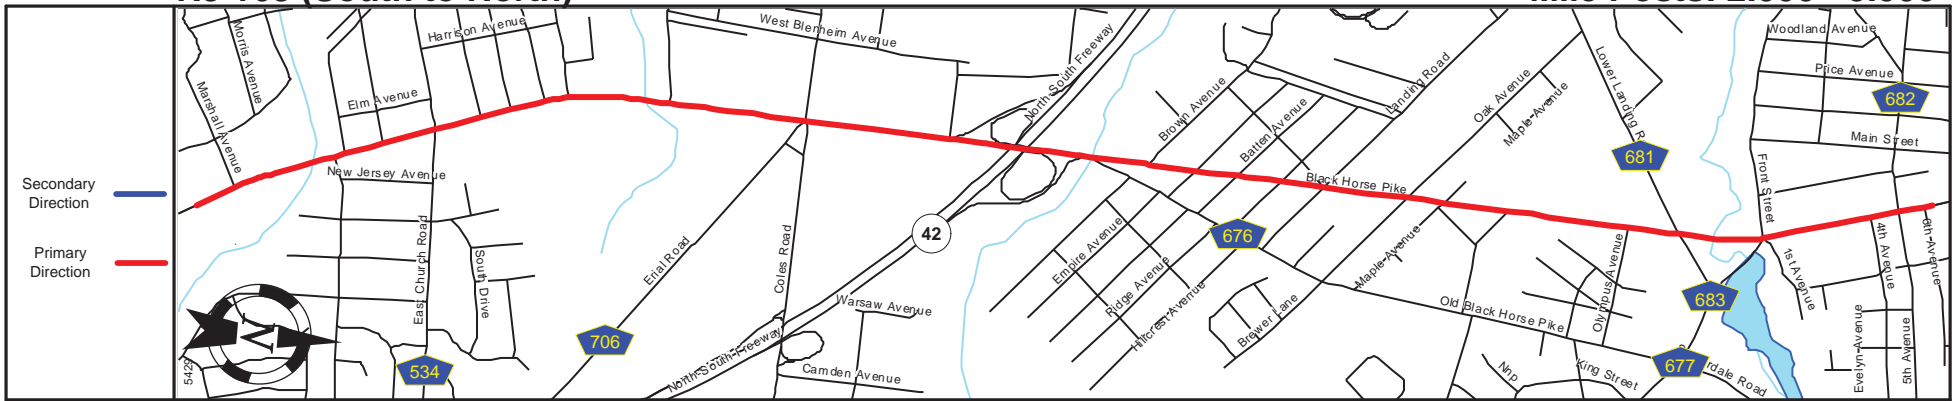 Secondary
Direction
Primary
Direction
Morris Avenue
Marshall Avenue
Harrison Avenue
Elm Avenue
New Jersey Avenue
East Church Road
South Drive
N
534
706
Erial Road
Coles Road
West Blenheim Avenue
North-South Freeway
42
North-South Freeway
Warsaw Avenue
Camden Avenue
Brown Avenue
Batten Avenue
Landing Road
Oak Avenue
Maple Avenue
Black Horse Pike
676
Empire Avenue
Ridge Avenue
Hillcrest Avenue
Brewer Lane
Maple Avenue
Old Black Horse Pike
Olympus Avenue
Lower Landing R
681
683
677
rdale Road
King Street
Nnp
Woodland Avenue
Price Avenue
682
Main Street
Front Street
1st Avenue
4th Avenue
6th Avenue
5th Avenue
Evelyn Avenue